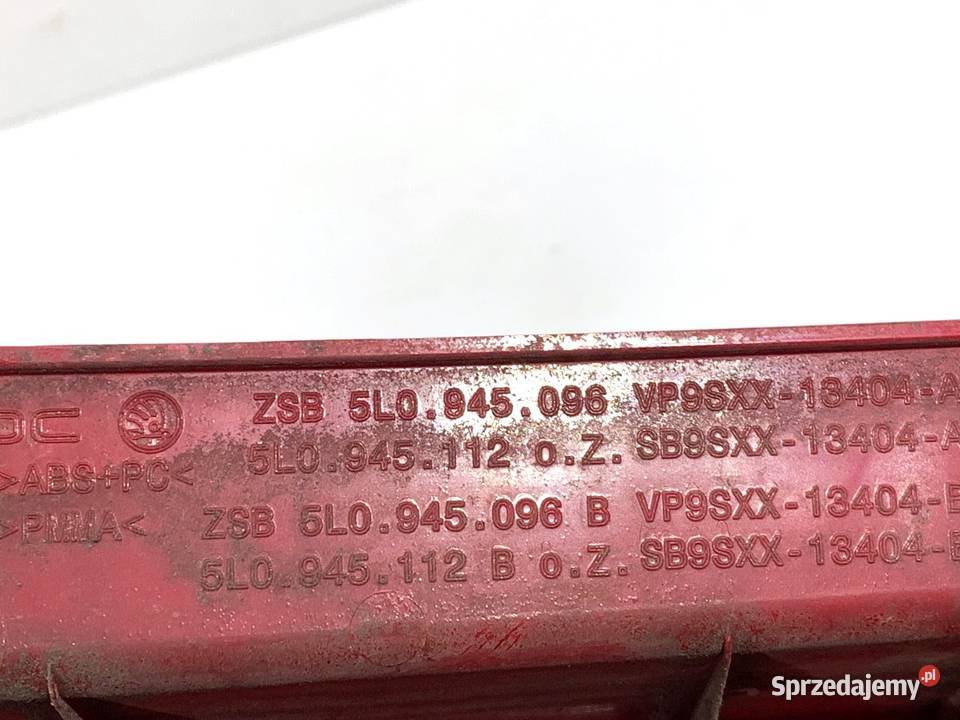 ZSB 5L0.945.096 VP9SXX-13404-A
5L0.945.112 o.Z. SB9SXX-13404-A
>ABS+PC<
ZSB 5L0.945.096 B VP9SXX-13404-B
>PMMA<
5L0.945.112 B o.Z. SB9SXX-13404-B
Sprzedajemy.pl